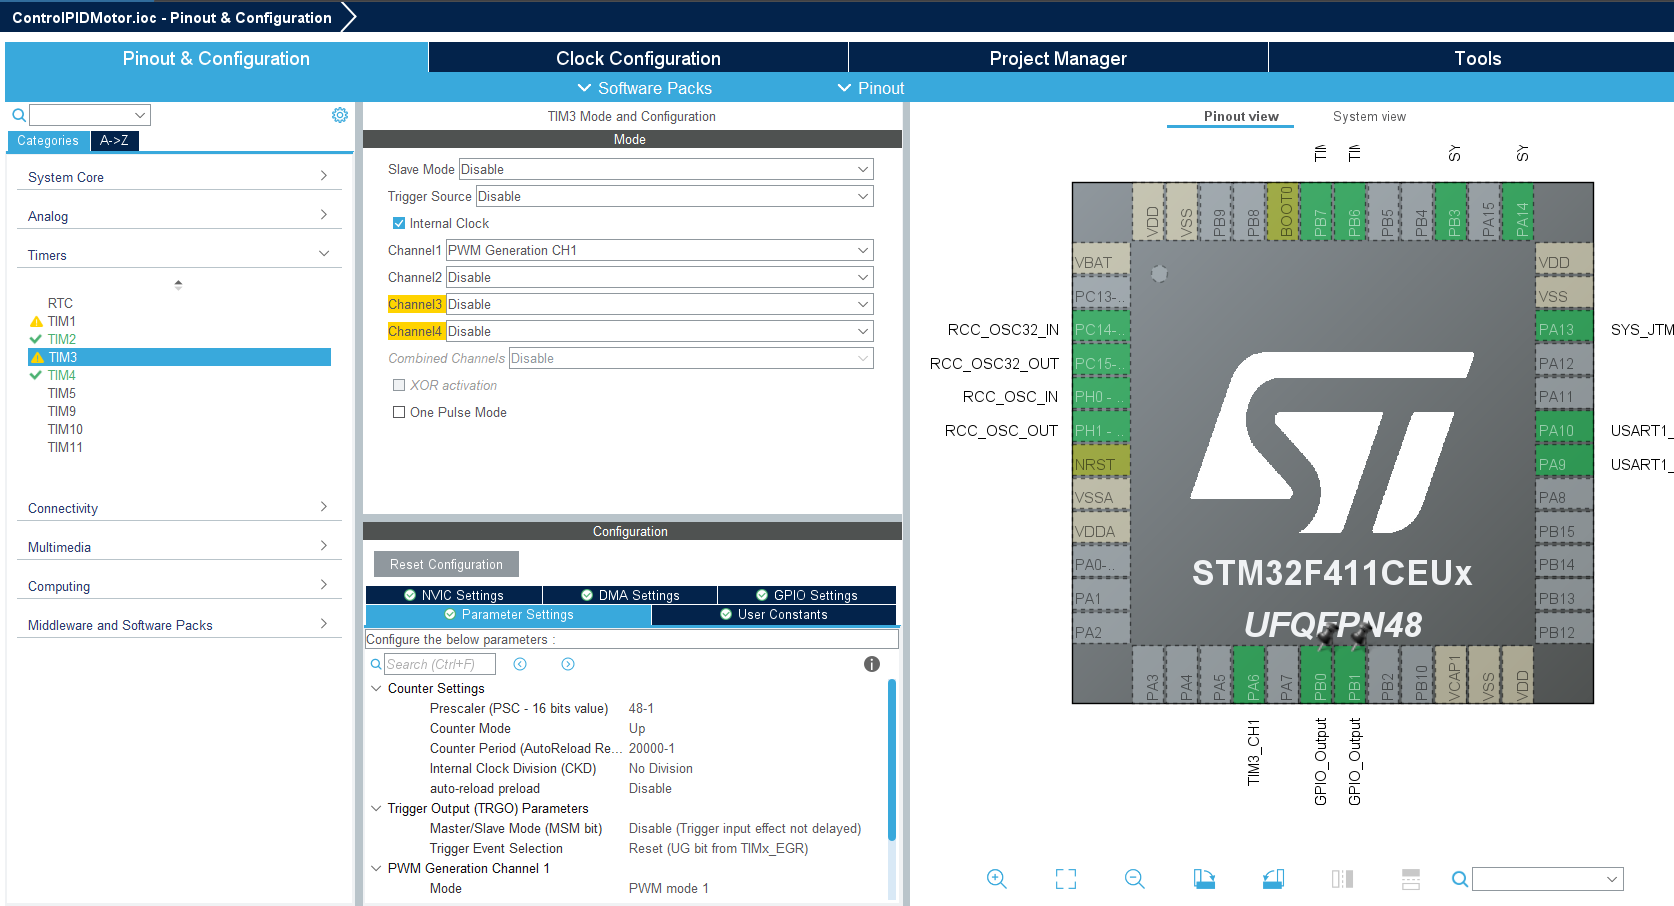 ControlPIDMotor.ioc - Pinout & Configuration
Pinout & Configuration
Clock Configuration
Project Manager
Tools
Software Packs
Pinout
Categories
A->Z
System Core
Analog
Timers
RTC
TIM1
TIM2
TIM3
TIM4
TIM5
TIM9
TIM10
TIM11
Connectivity
Multimedia
Computing
Middleware and Software Packs
TIM3 Mode and Configuration
Mode
Slave Mode Disable
Trigger Source Disable
Internal Clock
Channel1 PWM Generation CH1
Channel2 Disable
Channel3 Disable
Channel4 Disable
Combined Channels Disable
XOR activation
One Pulse Mode
Configuration
Reset Configuration
NVIC Settings
DMA Settings
GPIO Settings
Parameter Settings
User Constants
Configure the below parameters :
Search (Ctrl+F)
Counter Settings
Prescaler (PSC - 16 bits value) 48-1
Counter Mode Up
Counter Period (AutoReload Re... 20000-1
Internal Clock Division (CKD) No Division
auto-reload preload Disable
Trigger Output (TRGO) Parameters
Master/Slave Mode (MSM bit) Disable (Trigger input effect not delayed)
Trigger Event Selection Reset (UG bit from TIMx_EGR)
PWM Generation Channel 1
Mode PWM mode 1
Pinout view
System view
TIM
TIM
SY
SY
VDD
VSS
PB9
PB8
BOOT0
PB7
PB6
PB5
PB4
PB3
PA15
PA14
VBAT
PC13-..
RCC_OSC32_IN PC14-..
RCC_OSC32_OUT PC15-..
RCC_OSC_IN PH0 - ..
RCC_OSC_OUT PH1 - ..
NRST
VSSA
VDDA
PA0-..
PA1
PA2
VDD
VSS
PA13 SYS_JTM
PA12
PA11
PA10 USART1_
PA9 USART1_
PA8
PB15
PB14
PB13
PB12
ST
STM32F411CEUx
UFQFPN48
PA3
PA4
PA5
PA6
PA7
PB0
PB1
PB2
PB10
VCAP1
VSS
VDD
TIM3_CH1
GPIO_Output
GPIO_Output